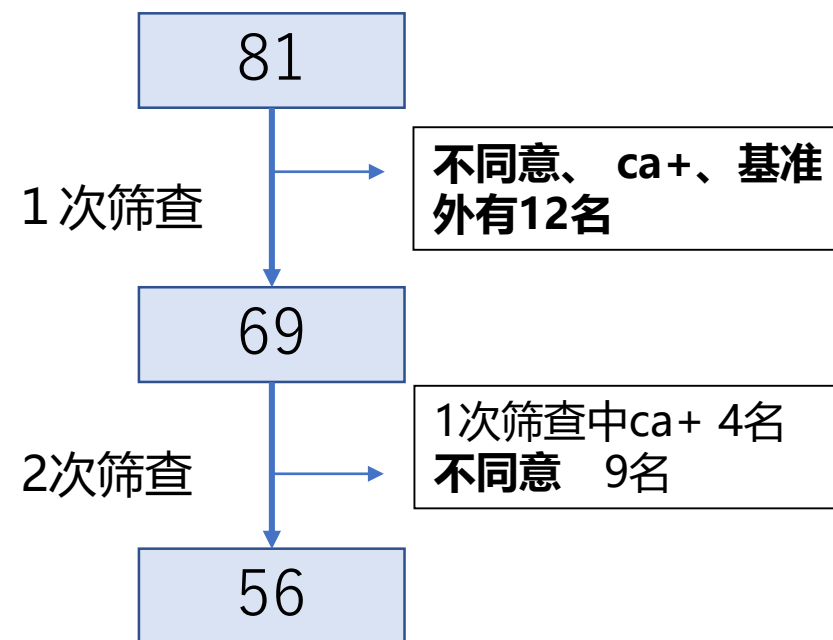 81
不同意、 ca+、基准
外有12名
１次筛查
69
1次筛查中ca+ 4名
不同意　9名
2次筛查
56